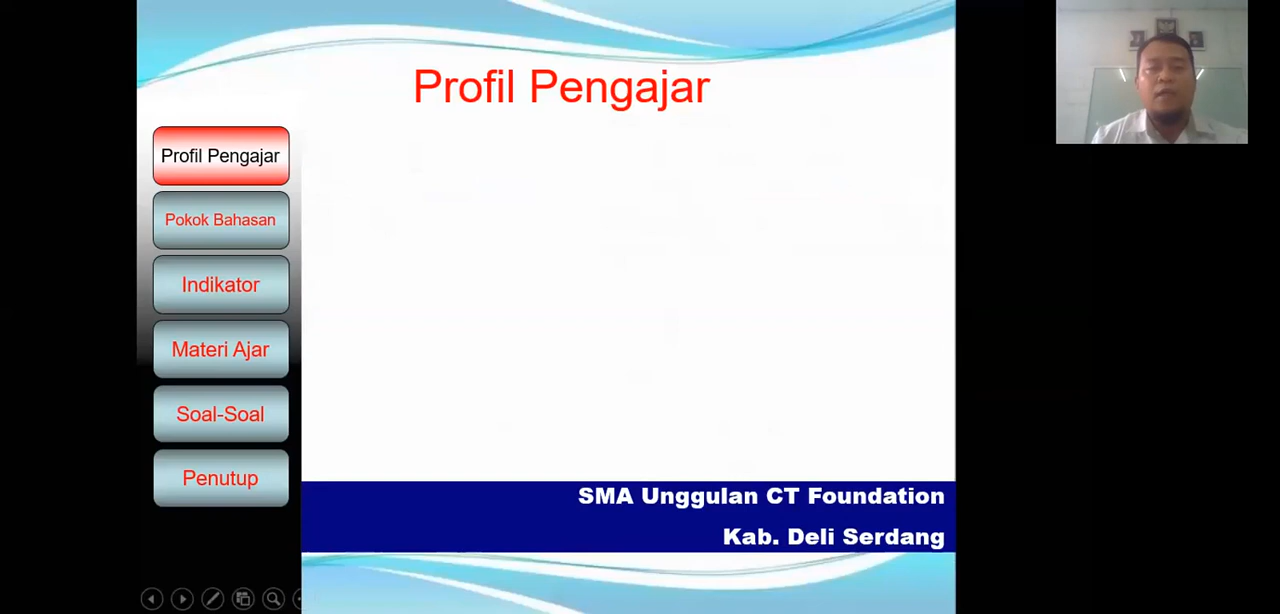 Profil Pengajar
Profil Pengajar
Pokok Bahasan
Indikator
Materi Ajar
Soal-Soal
Penutup
SMA Unggulan CT Foundation
Kab. Deli Serdang